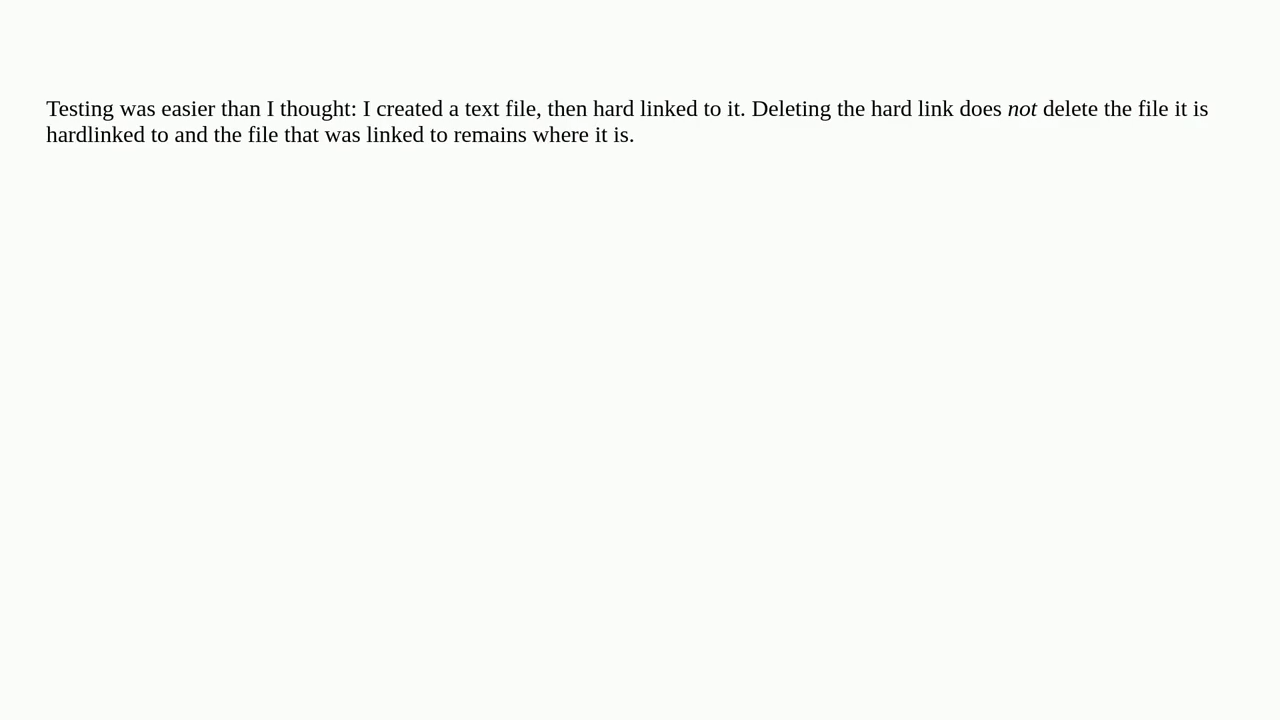 Testing was easier than I thought: I created a text file, then hard linked to it. Deleting the hard link does not delete the file it is
hardlinked to and the file that was linked to remains where it is.